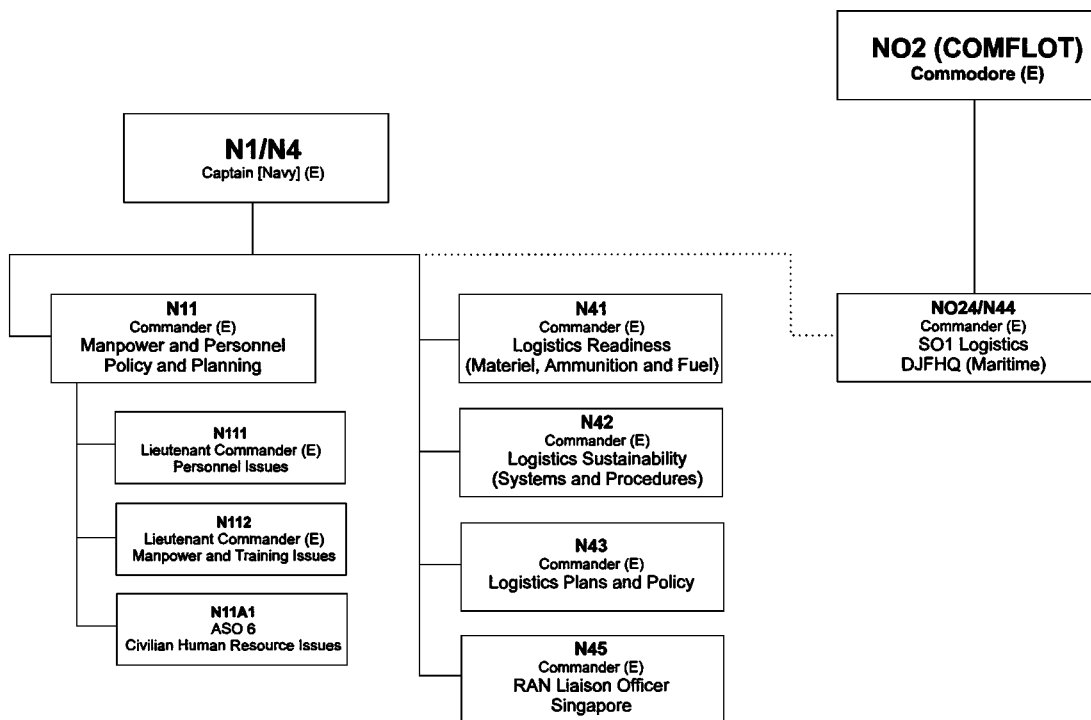 NO2 (COMFLOT)
Commodore (E)
N1/N4
Captain [Navy] (E)
N11
Commander (E)
Manpower and Personnel
Policy and Planning
N111
Lieutenant Commander (E)
Personnel Issues
N112
Lieutenant Commander (E)
Manpower and Training Issues
N11A1
ASO 6
Civilian Human Resource Issues
N41
Commander (E)
Logistics Readiness
(Materiel, Ammunition and Fuel)
N42
Commander (E)
Logistics Sustainability
(Systems and Procedures)
N43
Commander (E)
Logistics Plans and Policy
N45
Commander (E)
RAN Liaison Officer
Singapore
NO24/N44
Commander (E)
SO1 Logistics
DJFHQ (Maritime)